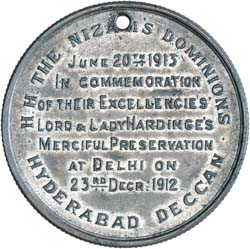 H.H THE NIZAM'S DOMINIONS
JUNE 20TH 1913
IN COMMEMORATION
OF THEIR EXCELLENCIES'
LORD & LADY HARDINGE'S
MERCIFUL PRESERVATION
AT DELHI ON
23RD DECR: 1912.
HYDERABAD DECCAN